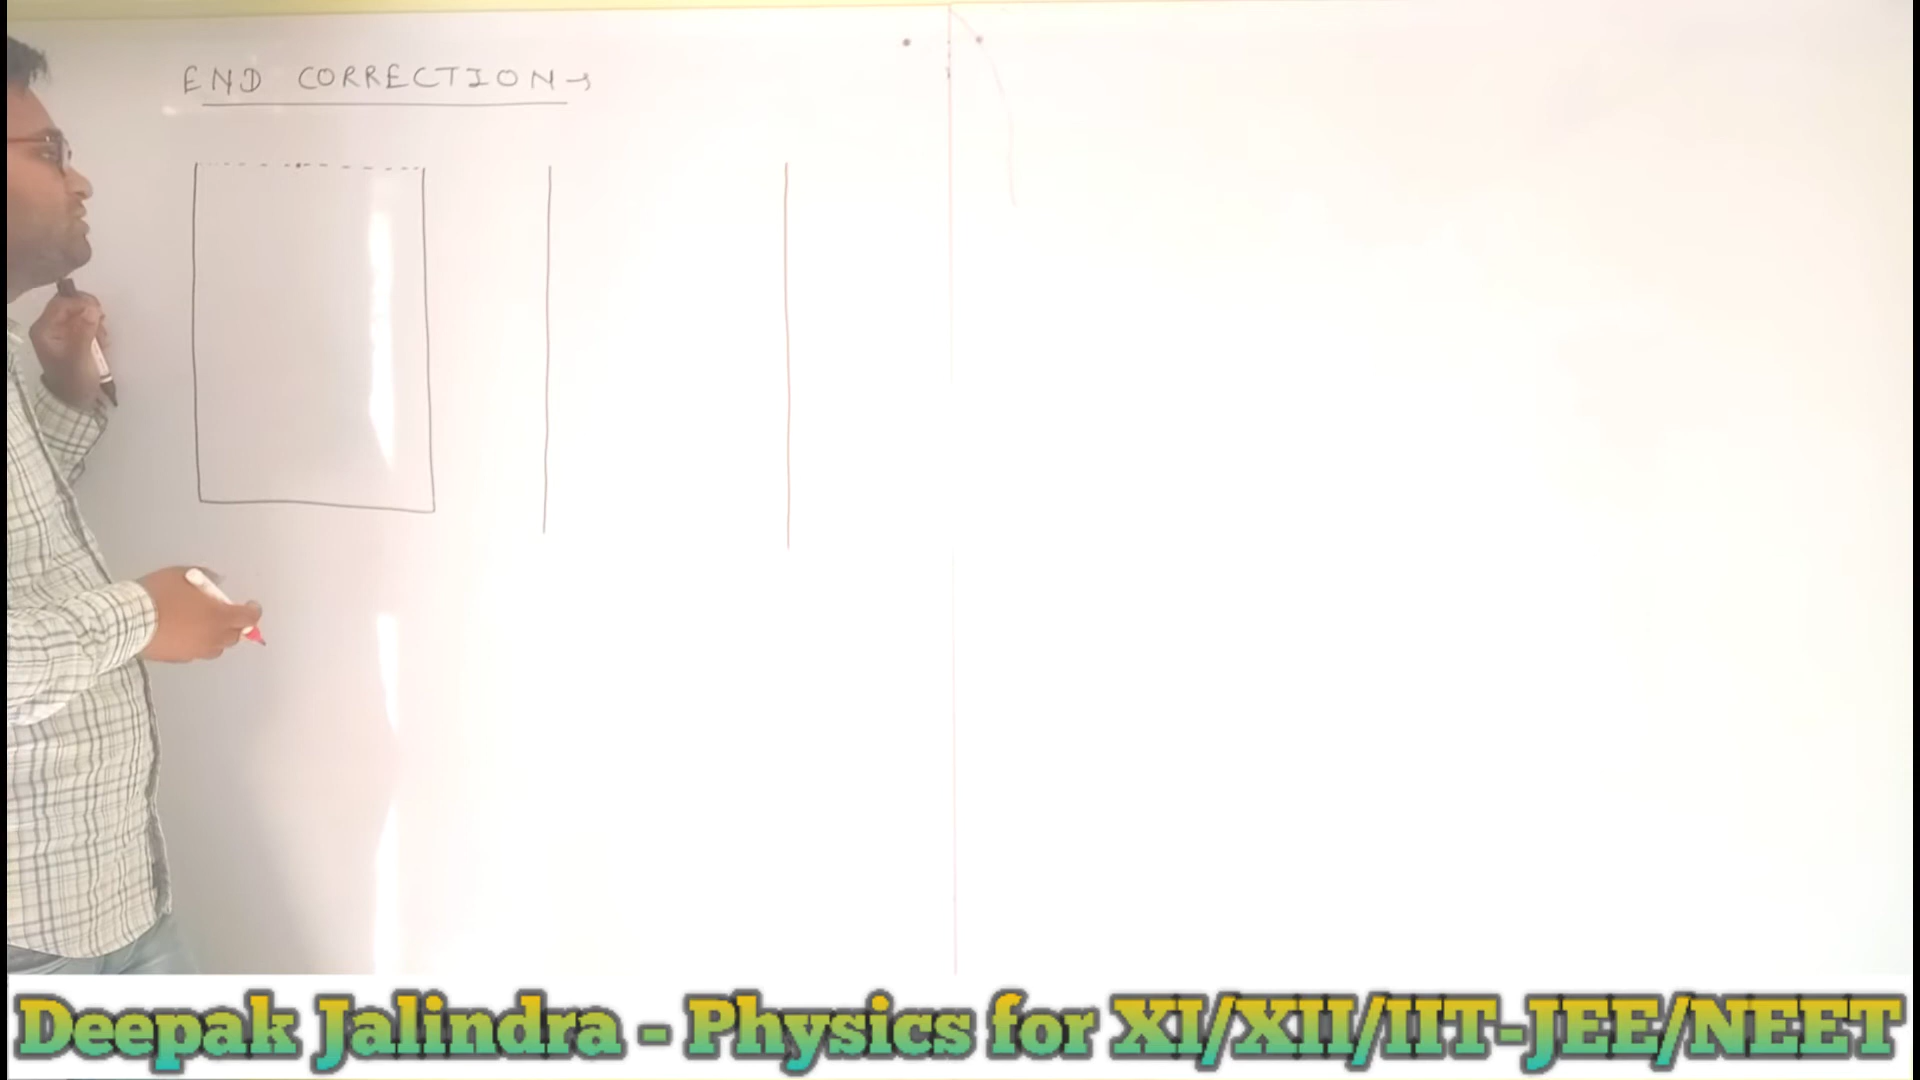 END CORRECTION →
Deepak Jalindra - Physics for XI/XII/IIT-JEE/NEET